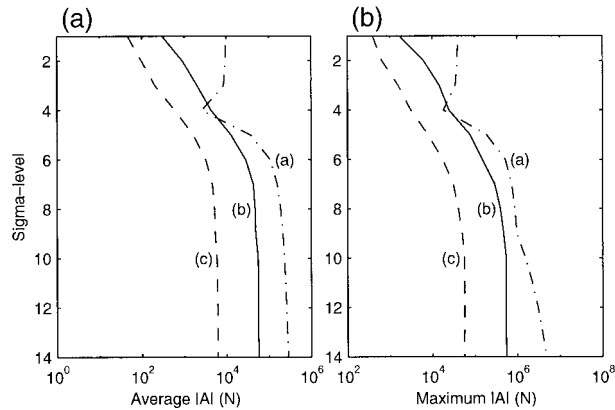 (a)
(b)
Sigma-level
2
4
6
8
10
12
14
(a)
(b)
(c)
10^0 10^2 10^4 10^6
Average |A| (N)
2
4
6
8
10
12
14
(a)
(b)
(c)
10^2 10^4 10^6 10^8
Maximum |A| (N)